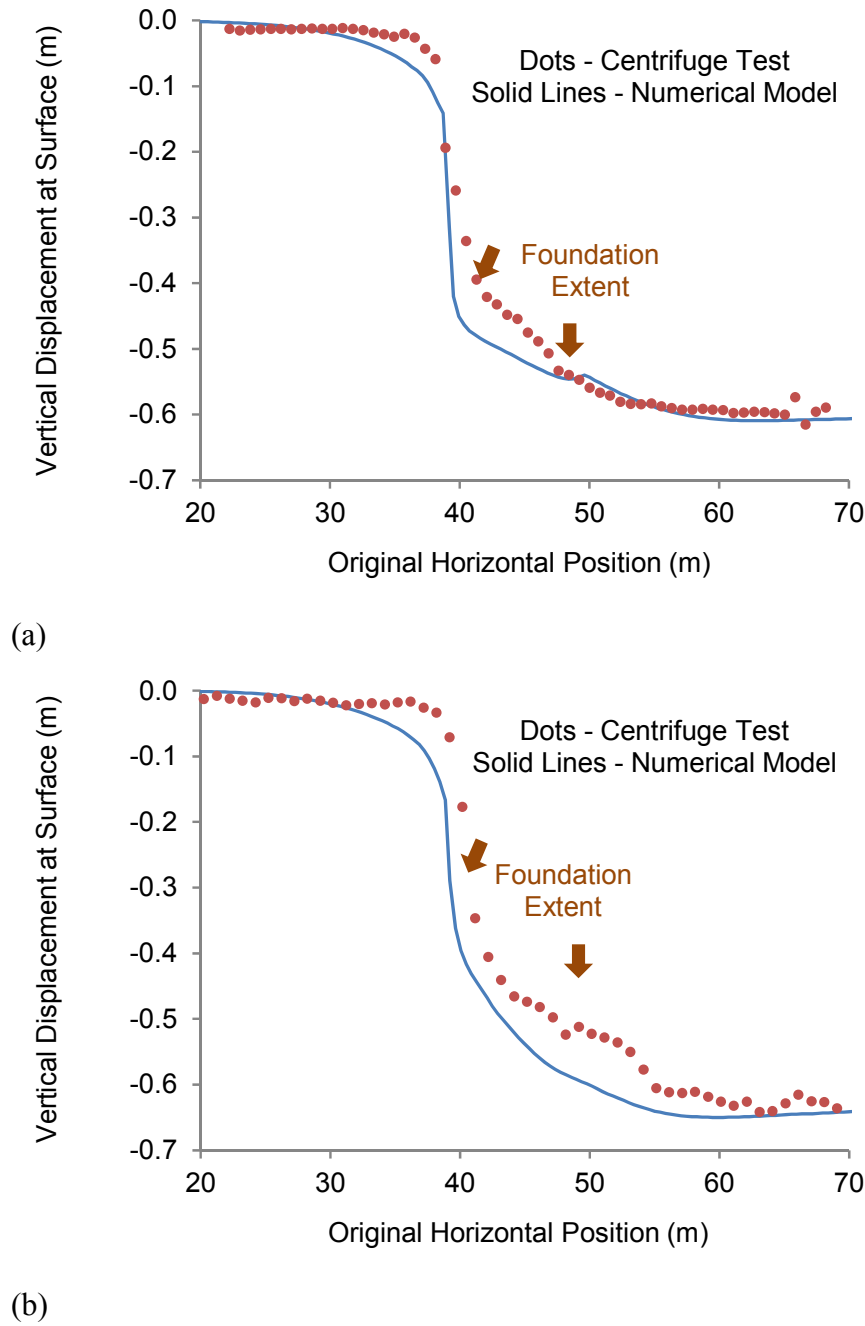 Vertical Displacement at Surface (m)
0.0
-0.1
-0.2
-0.3
-0.4
-0.5
-0.6
-0.7
Dots - Centrifuge Test
Solid Lines - Numerical Model
Foundation
Extent
20 30 40 50 60 70
Original Horizontal Position (m)
(a)
Vertical Displacement at Surface (m)
0.0
-0.1
-0.2
-0.3
-0.4
-0.5
-0.6
-0.7
Dots - Centrifuge Test
Solid Lines - Numerical Model
Foundation
Extent
20 30 40 50 60 70
Original Horizontal Position (m)
(b)